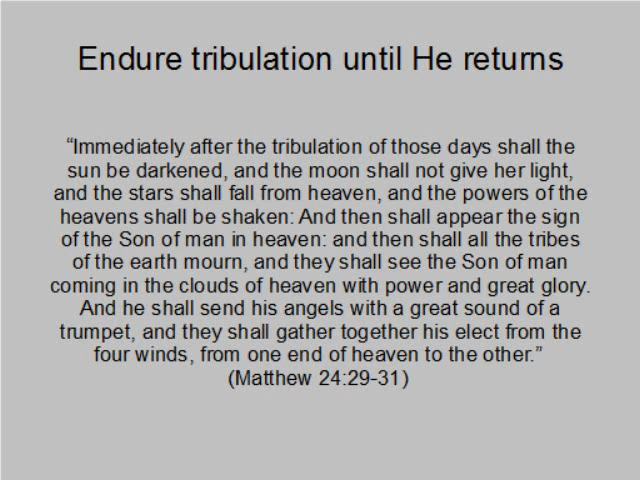 Endure tribulation until He returns
“Immediately after the tribulation of those days shall the
sun be darkened, and the moon shall not give her light,
and the stars shall fall from heaven, and the powers of the
heavens shall be shaken: And then shall appear the sign
of the Son of man in heaven: and then shall all the tribes
of the earth mourn, and they shall see the Son of man
coming in the clouds of heaven with power and great glory.
And he shall send his angels with a great sound of a
trumpet, and they shall gather together his elect from the
four winds, from one end of heaven to the other.”
(Matthew 24:29-31)